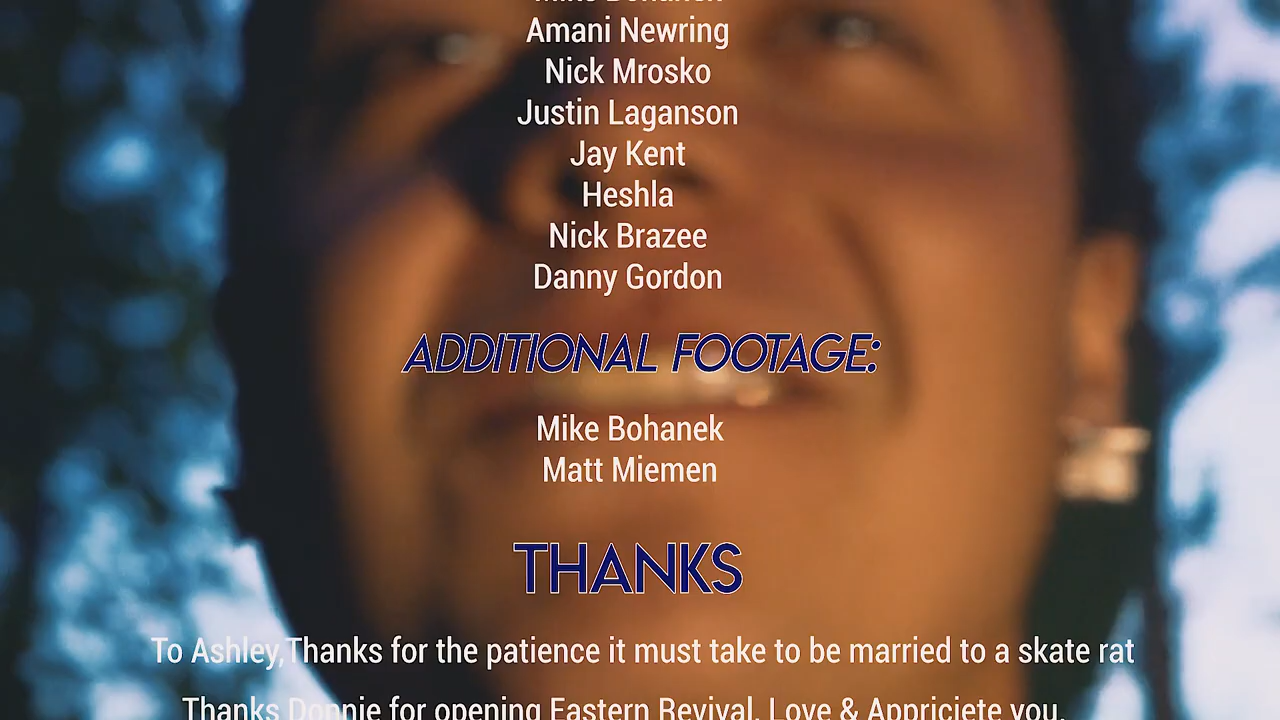 Mike Bohanek
Amani Newring
Nick Mrosko
Justin Laganson
Jay Kent
Heshla
Nick Brazee
Danny Gordon
ADDITIONAL FOOTAGE:
Mike Bohanek
Matt Miemen
THANKS
To Ashley,Thanks for the patience it must take to be married to a skate rat
Thanks Donnie for opening Eastern Revival. Love & Appriciete you.